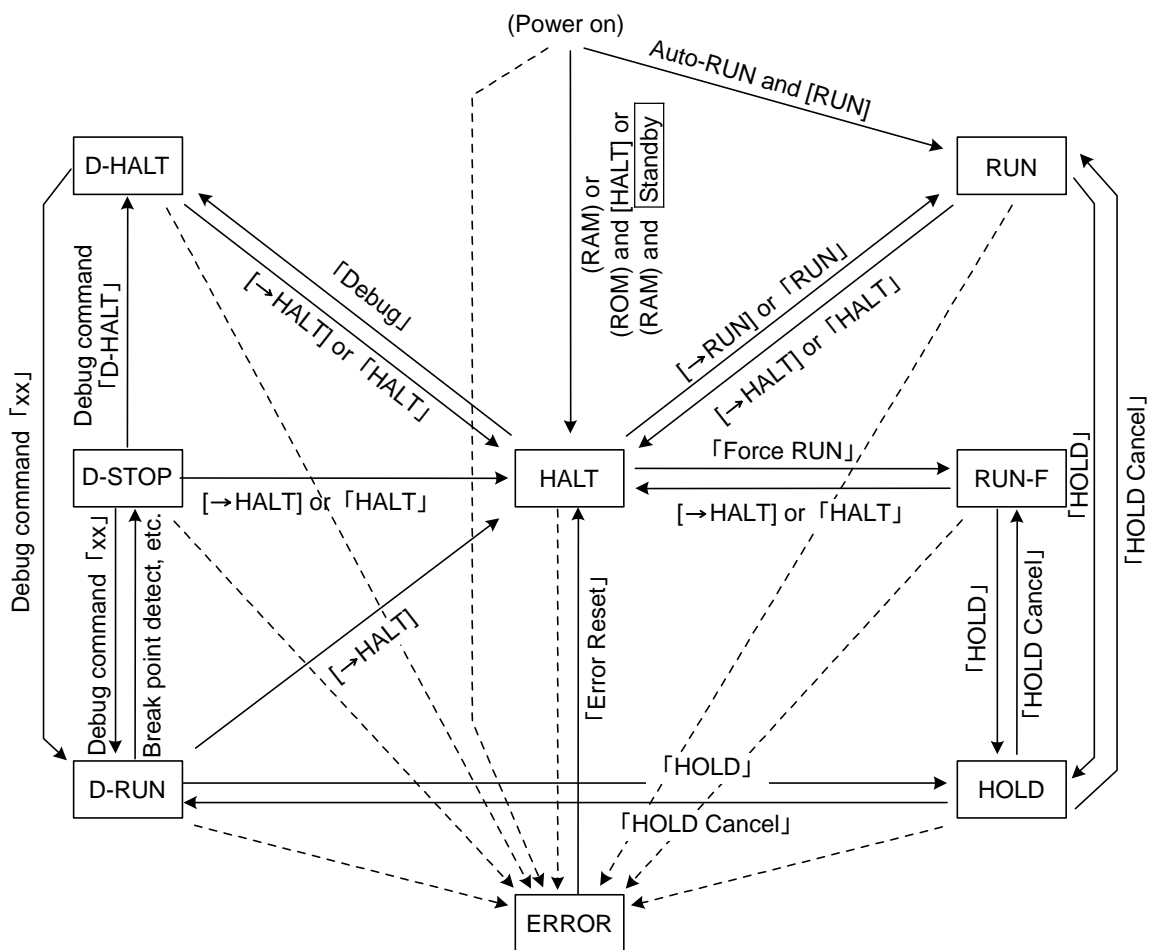 (Power on)
Auto-RUN and [RUN]
D-HALT
(RAM) or
(ROM) and [HALT] or
(RAM) and Standby
RUN
「Debug」
[→HALT] or 「HALT」
[→RUN] or 「RUN」
[→HALT] or 「HALT」
Debug command
「D-HALT」
Debug command 「xx」
D-STOP
[→HALT] or 「HALT」
HALT
「Force RUN」
[→HALT] or 「HALT」
RUN-F
「HOLD」
「HOLD Cancel」
Debug command 「xx」
Break point detect, etc.
[→HALT]
「Error Reset」
「HOLD」
「HOLD Cancel」
D-RUN
「HOLD」
「HOLD Cancel」
HOLD
ERROR